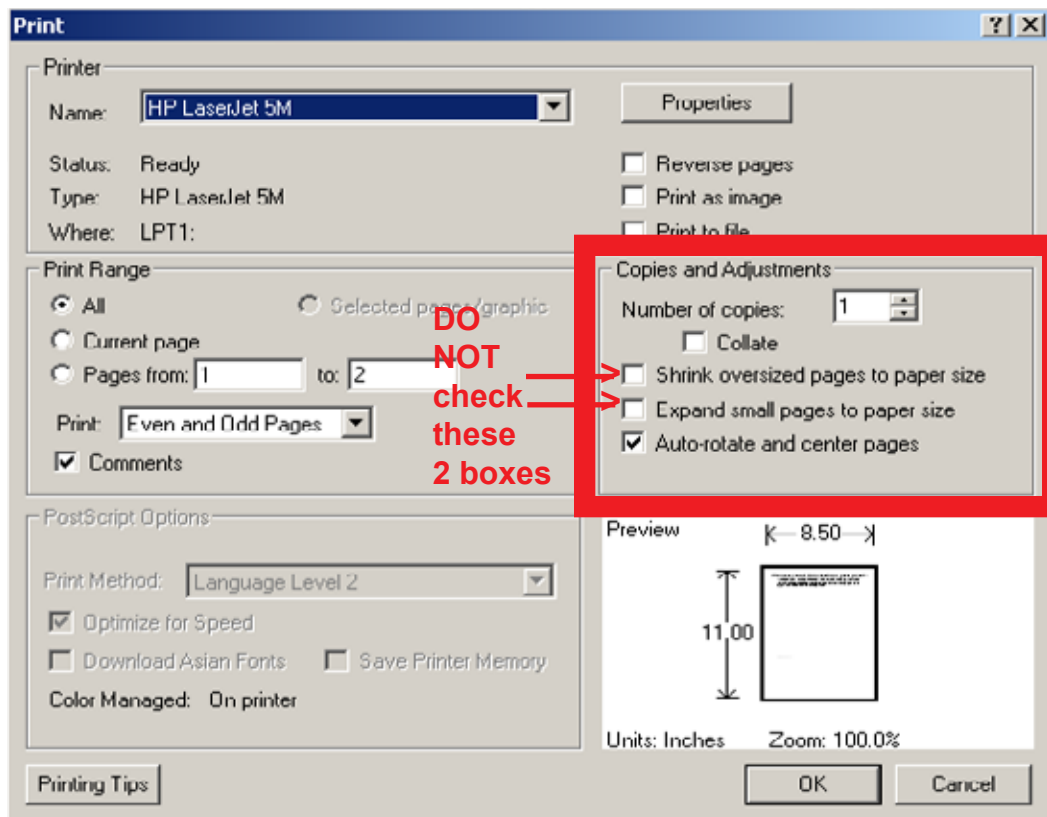 Print
Printer
Name: HP LaserJet 5M
Properties
Status: Ready
Reverse pages
Type: HP LaserJet 5M
Print as image
Where: LPT1:
Print to file
Print Range
Copies and Adjustments
All
Selected pages/graphic
Number of copies: 1
Current page
Collate
Pages from: 1 to: 2
Shrink oversized pages to paper size
Expand small pages to paper size
Print: Even and Odd Pages
Auto-rotate and center pages
Comments
DO
NOT
check
these
2 boxes
PostScript Options
Preview
8.50
Print Method: Language Level 2
Optimize for Speed
11.00
Download Asian Fonts
Save Printer Memory
Color Managed: On printer
Units: Inches Zoom: 100.0%
Printing Tips
OK
Cancel